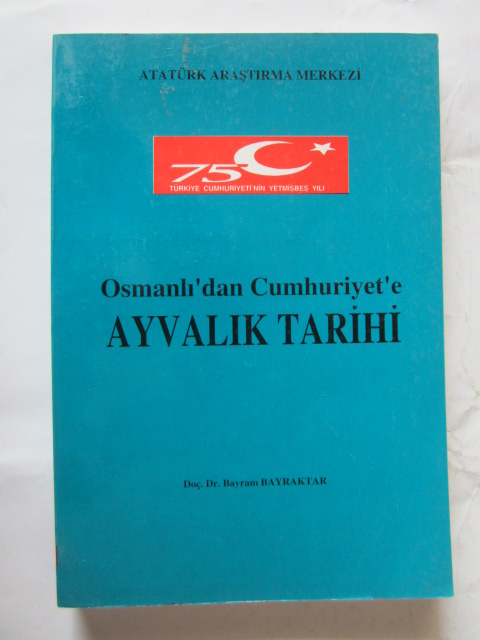 ATATÜRK ARAŞTIRMA MERKEZİ
75
TÜRKİYE CUMHURİYETİ'NİN YETMİŞBEŞ YILI
Osmanlı'dan Cumhuriyet'e
AYVALIK TARİHİ
Doç. Dr. Bayram BAYRAKTAR